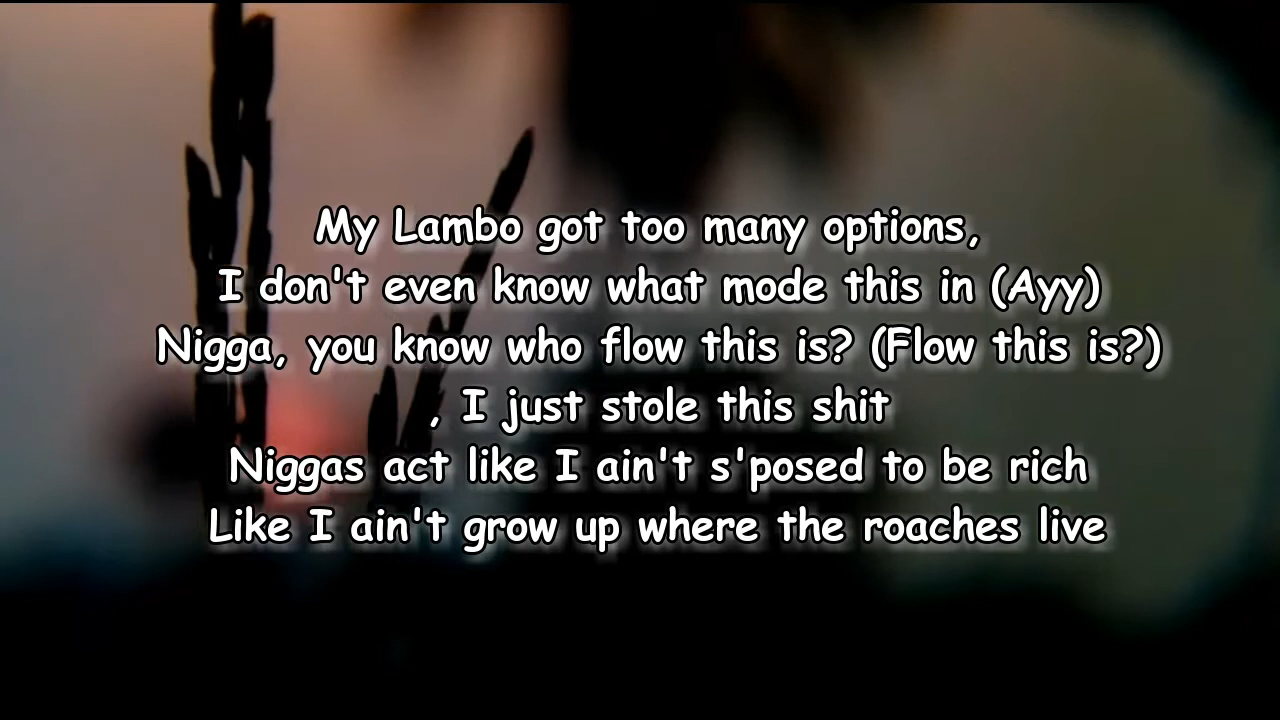 My Lambo got too many options,
I don't even know what mode this in (Ayy)
Nigga, you know who flow this is? (Flow this is?)
, I just stole this shit
Niggas act like I ain't s'posed to be rich
Like I ain't grow up where the roaches live